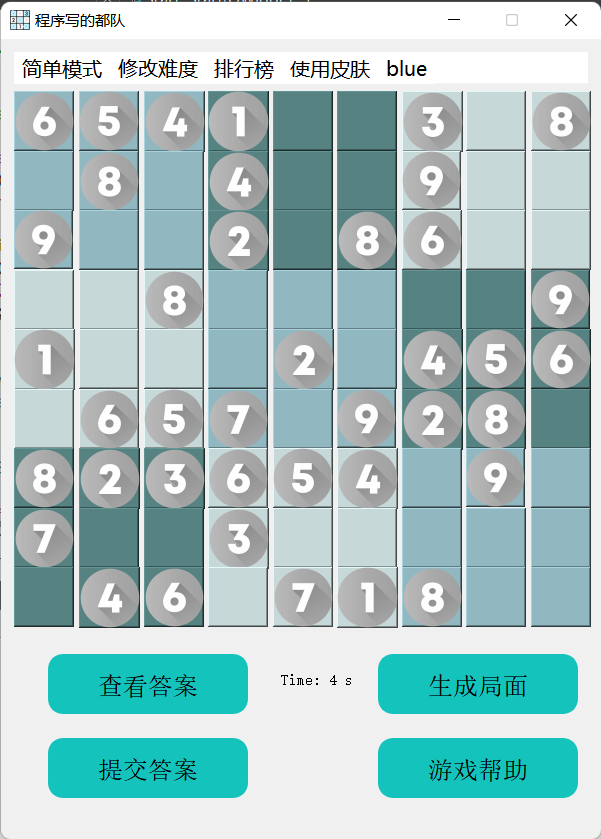 程序写的都队
简单模式 修改难度 排行榜 使用皮肤 blue
6 5 4 1 3 8
8 4 9
9 2 8 6
8 9
1 2 4 5 6
6 5 7 9 2 8
8 2 3 6 5 4 9
7 3
4 6 7 1 8
查看答案 Time: 4 s 生成局面
提交答案 游戏帮助